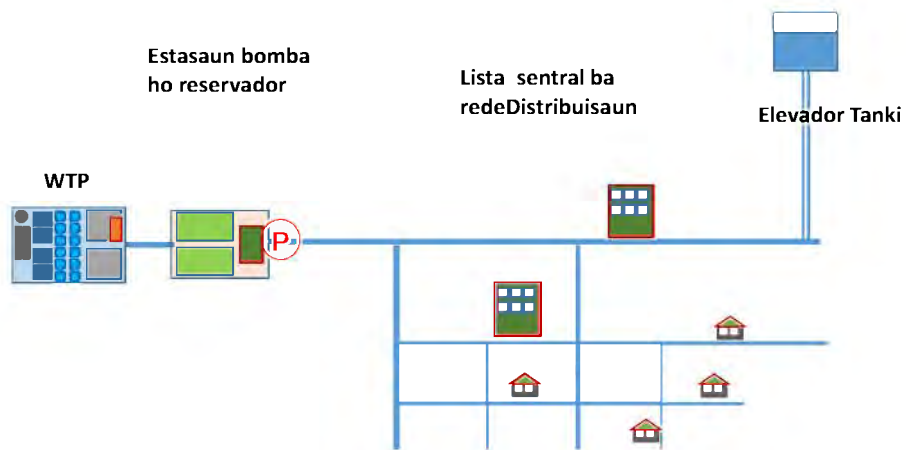 Estasaun bomba
ho reservador
Lista sentral ba
redeDistribuisaun
Elevador Tanki
WTP
P